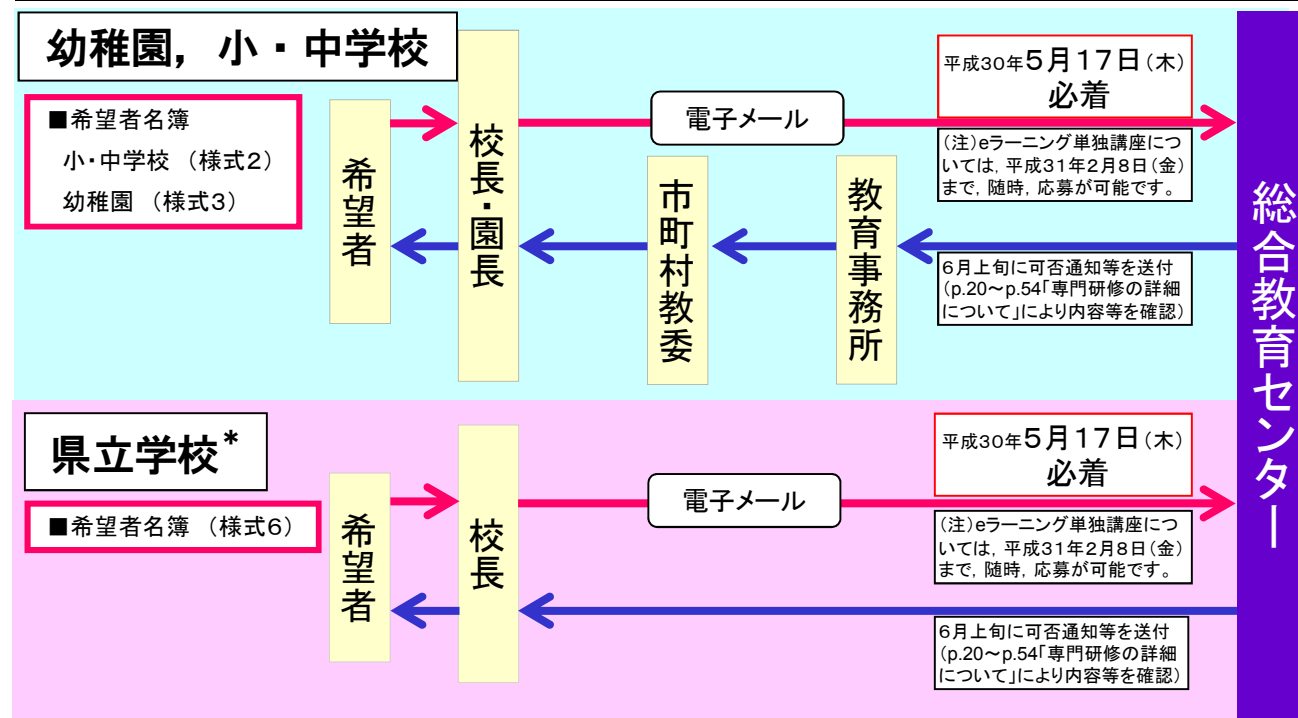 幼稚園，小・中学校
■希望者名簿
小・中学校 （様式2）
幼稚園 （様式3）
希望者
校長・園長
電子メール
市町村教委
教育事務所
平成30年5月17日（木）
必着
（注）eラーニング単独講座につ
いては，平成31年2月8日（金）
まで，随時，応募が可能です。
6月上旬に可否通知等を送付
（p.20～p.54「専門研修の詳細
について」により内容等を確認）
総合教育センター
県立学校*
■希望者名簿 （様式6）
希望者
校長
電子メール
平成30年5月17日（木）
必着
（注）eラーニング単独講座につ
いては，平成31年2月8日（金）
まで，随時，応募が可能です。
6月上旬に可否通知等を送付
（p.20～p.54「専門研修の詳細
について」により内容等を確認）